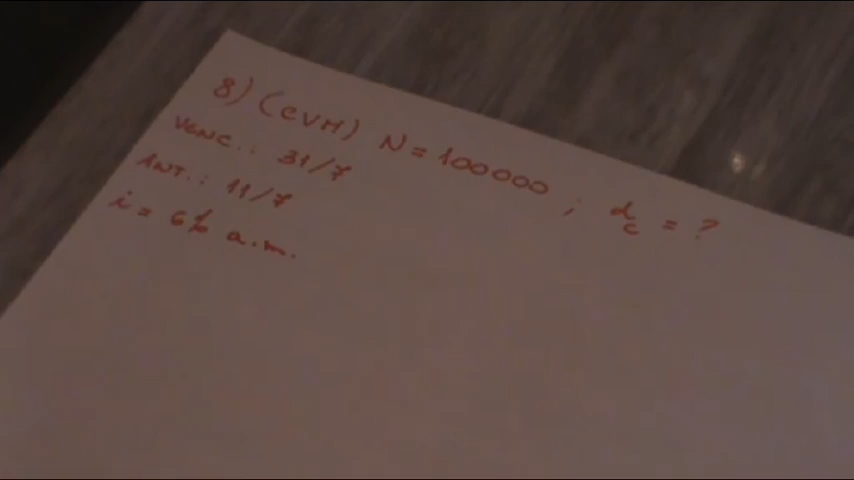 8) (CVM) N = 100000 ; dc = ?
VENC.: 31/7
ANT.: 11/7
i = 6% a.m.